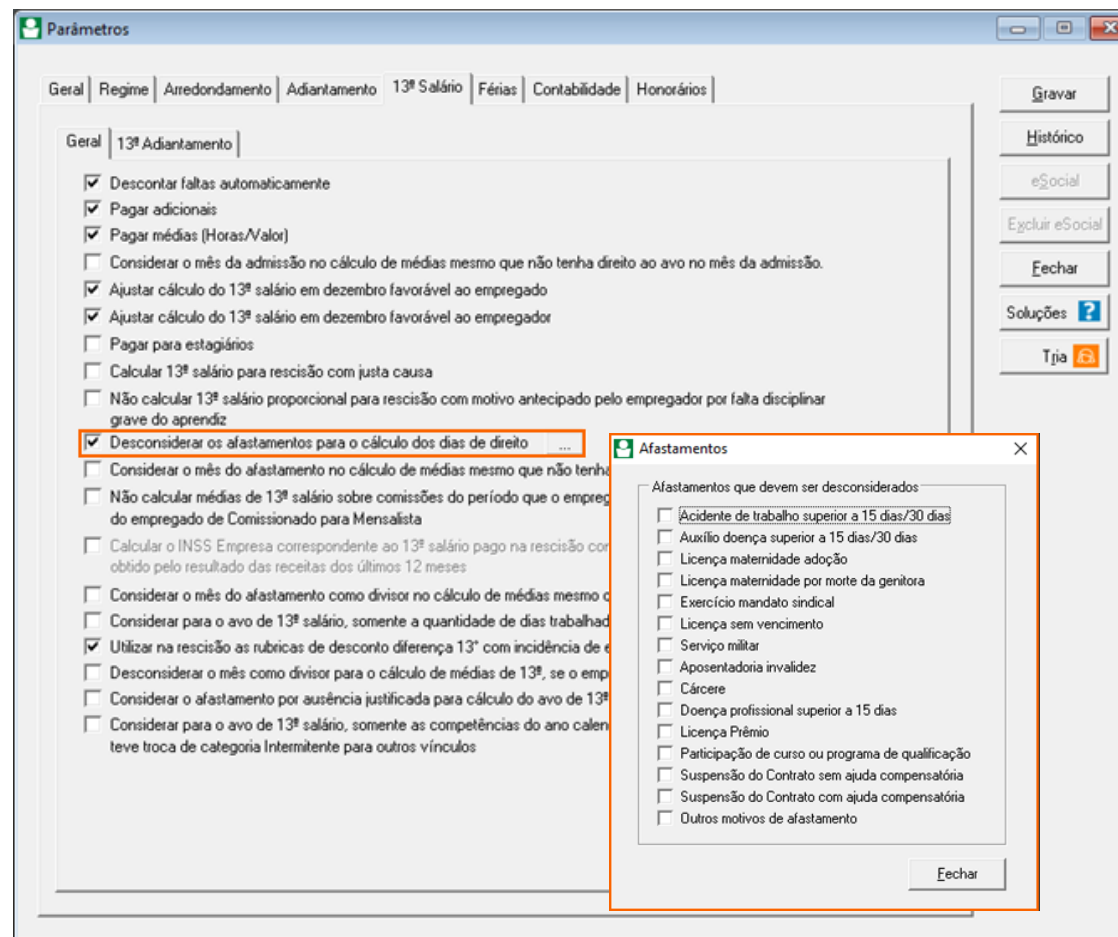 Parâmetros
Geral Regime Arredondamento Adiantamento 13º Salário Férias Contabilidade Honorários
Geral 13º Adiantamento
Descontar faltas automaticamente
Pagar adicionais
Pagar médias (Horas/Valor)
Considerar o mês da admissão no cálculo de médias mesmo que não tenha direito ao avo no mês da admissão.
Ajustar cálculo do 13º salário em dezembro favorável ao empregado
Ajustar cálculo do 13º salário em dezembro favorável ao empregador
Pagar para estagiários
Calcular 13º salário para rescisão com justa causa
Não calcular 13º salário proporcional para rescisão com motivo antecipado pelo empregador por falta disciplinar
grave do aprendiz
Desconsiderar os afastamentos para o cálculo dos dias de direito ...
Considerar o mês do afastamento no cálculo de médias mesmo que não tenha
Não calcular médias de 13º salário sobre comissões do período que o empreg
do empregado de Comissionado para Mensalista
Calcular o INSS Empresa correspondente ao 13º salário pago na rescisão con
obtido pelo resultado das receitas dos últimos 12 meses
Considerar o mês do afastamento como divisor no cálculo de médias mesmo q
Considerar para o avo de 13º salário, somente a quantidade de dias trabalhad
Utilizar na rescisão as rubricas de desconto diferença 13° com incidência de e
Desconsiderar o mês como divisor para o cálculo de médias de 13º, se o emp
Considerar o afastamento por ausência justificada para cálculo do avo de 13º
Considerar para o avo de 13º salário, somente as competências do ano calen
teve troca de categoria Intermitente para outros vínculos
Gravar
Histórico
eSocial
Excluir eSocial
Fechar
Soluções ?
Tria
Afastamentos
Afastamentos que devem ser desconsiderados
Acidente de trabalho superior a 15 dias/30 dias
Auxílio doença superior a 15 dias/30 dias
Licença maternidade adoção
Licença maternidade por morte da genitora
Exercício mandato sindical
Licença sem vencimento
Serviço militar
Aposentadoria invalidez
Cárcere
Doença profissional superior a 15 dias
Licença Prêmio
Participação de curso ou programa de qualificação
Suspensão do Contrato sem ajuda compensatória
Suspensão do Contrato com ajuda compensatória
Outros motivos de afastamento
Fechar